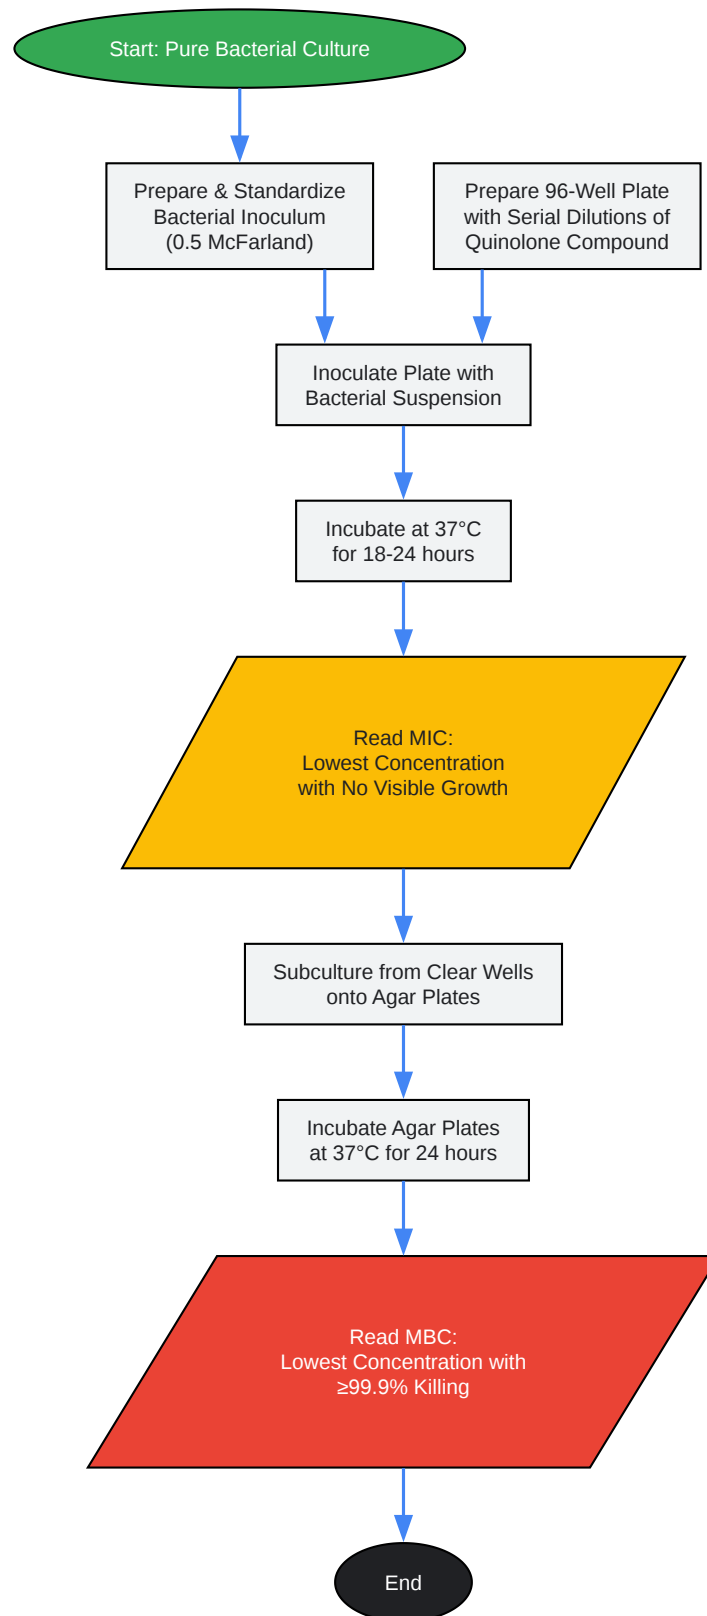 Start: Pure Bacterial Culture
Prepare & Standardize
Bacterial Inoculum
(0.5 McFarland)
Prepare 96-Well Plate
with Serial Dilutions of
Quinolone Compound
Inoculate Plate with
Bacterial Suspension
Incubate at 37°C
for 18-24 hours
Read MIC:
Lowest Concentration
with No Visible Growth
Subculture from Clear Wells
onto Agar Plates
Incubate Agar Plates
at 37°C for 24 hours
Read MBC:
Lowest Concentration with
≥99.9% Killing
End